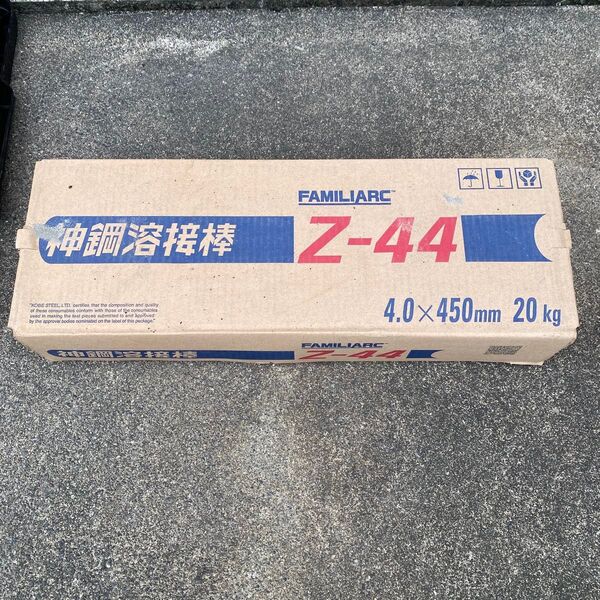 FAMILIARC™
神鋼溶接棒
Z-44
"KOBE STEEL, LTD. certifies that the composition and quality
of these consumables conform with those of the consumables
used in making the test pieces submitted to and approved
by the approval bodies nominated on the label of this package."
4.0×450mm 20kg
FAMILIARC™
神鋼溶接棒
Z-44